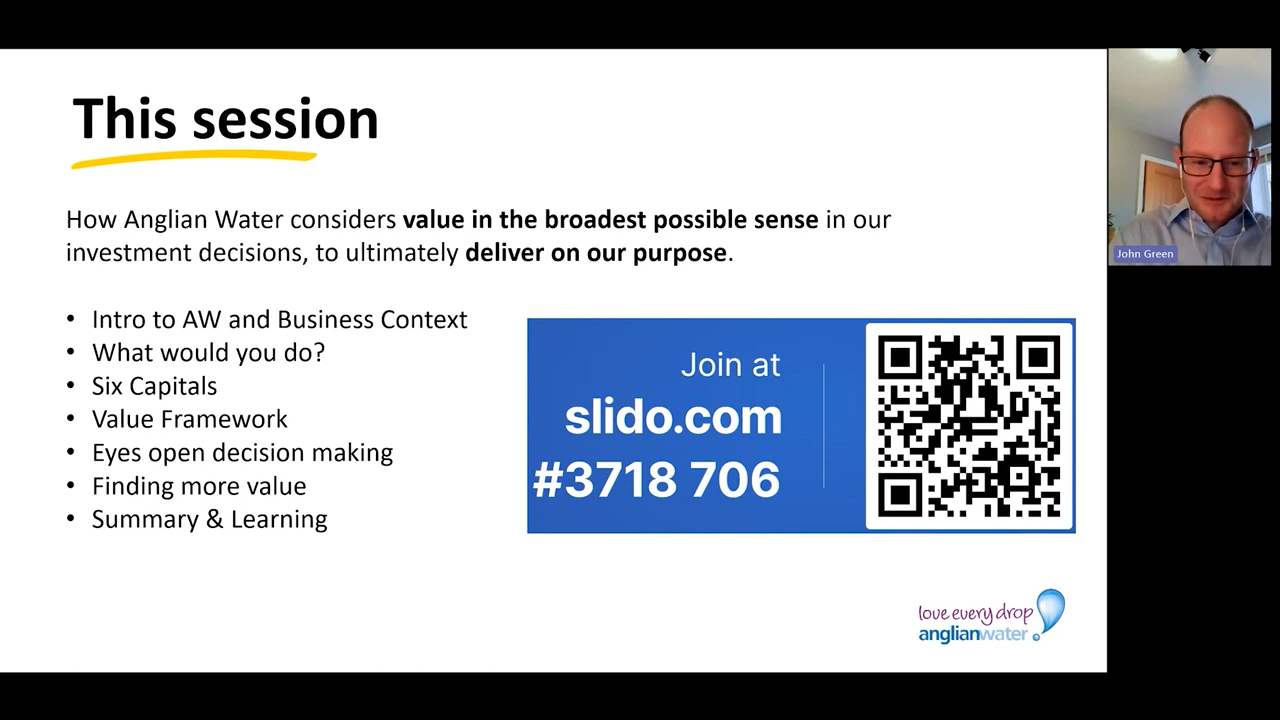 This session
How Anglian Water considers value in the broadest possible sense in our
investment decisions, to ultimately deliver on our purpose.
• Intro to AW and Business Context
• What would you do?
• Six Capitals
• Value Framework
• Eyes open decision making
• Finding more value
• Summary & Learning
Join at
slido.com
#3718 706
John Green
love every drop
anglianwater